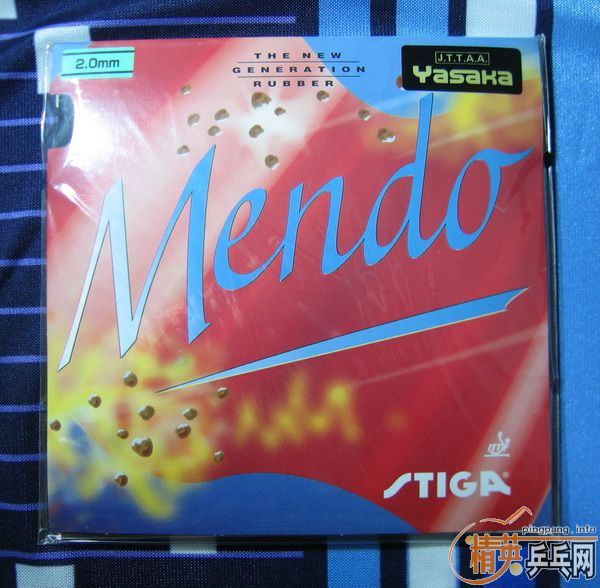 2.0mm
THE NEW
GENERATION
RUBBER
J.T.T.A.A.
Yasaka
Mendo
STIGA
pingpang.info
精英乒乓网